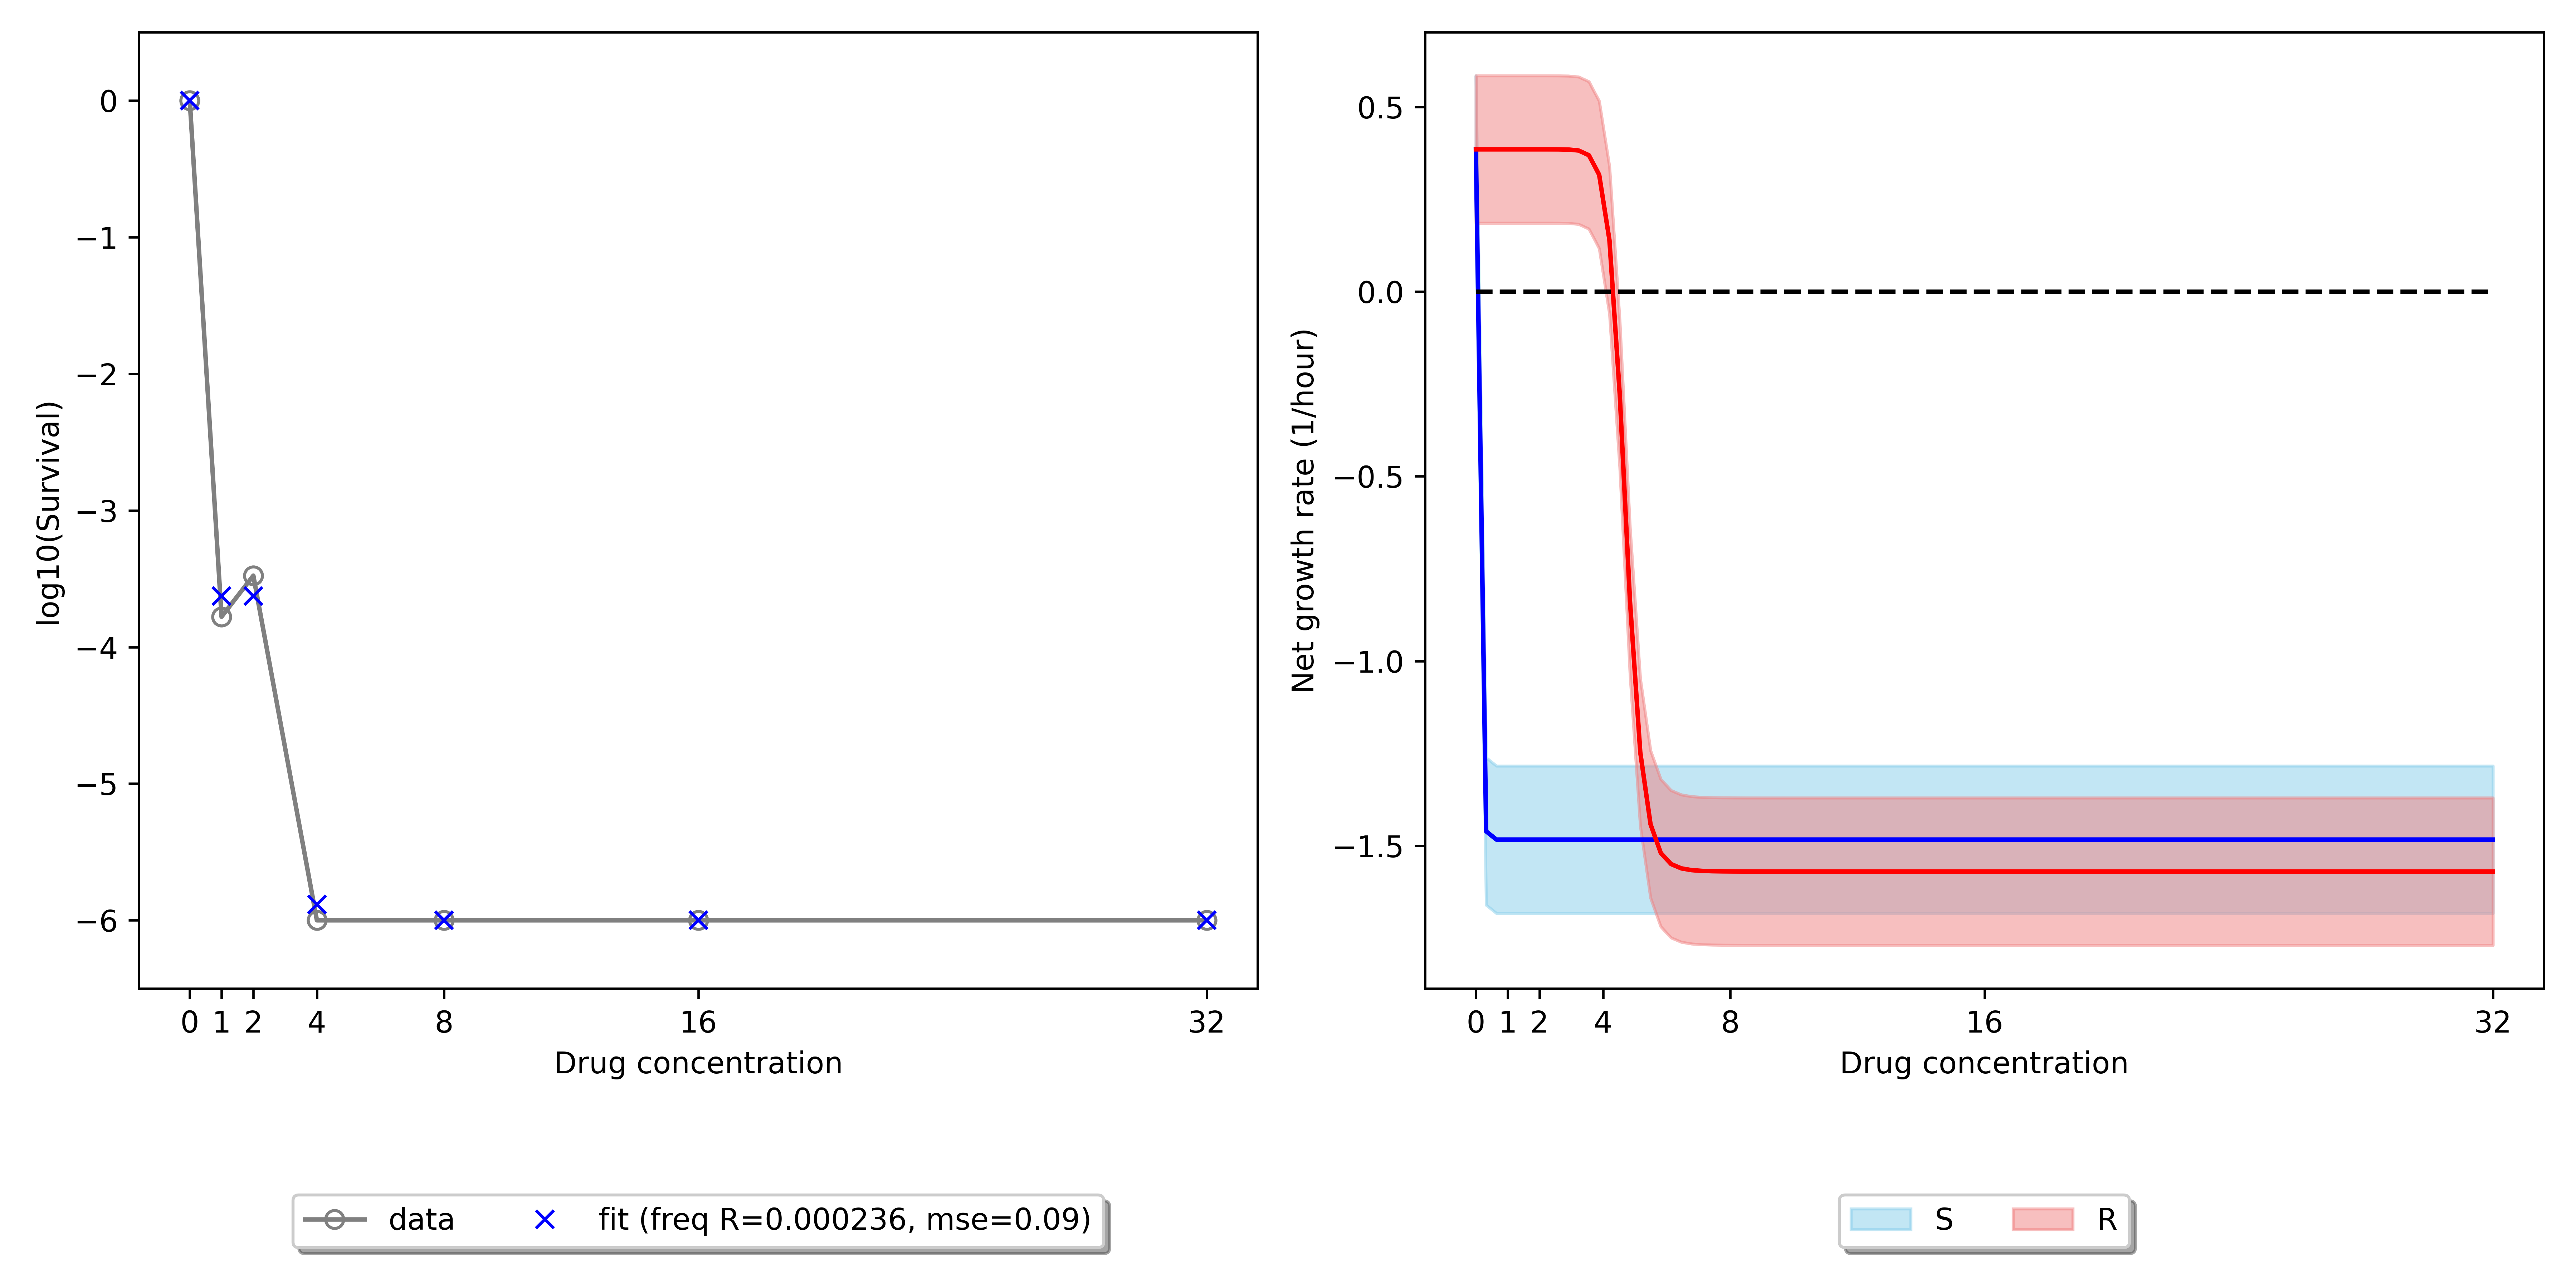 log10(Survival)
0
−1
−2
−3
−4
−5
−6
0 1 2 4 8 16 32
Drug concentration
data fit (freq R=0.000236, mse=0.09)
Net growth rate (1/hour)
0.5
0.0
−0.5
−1.0
−1.5
0 1 2 4 8 16 32
Drug concentration
S R